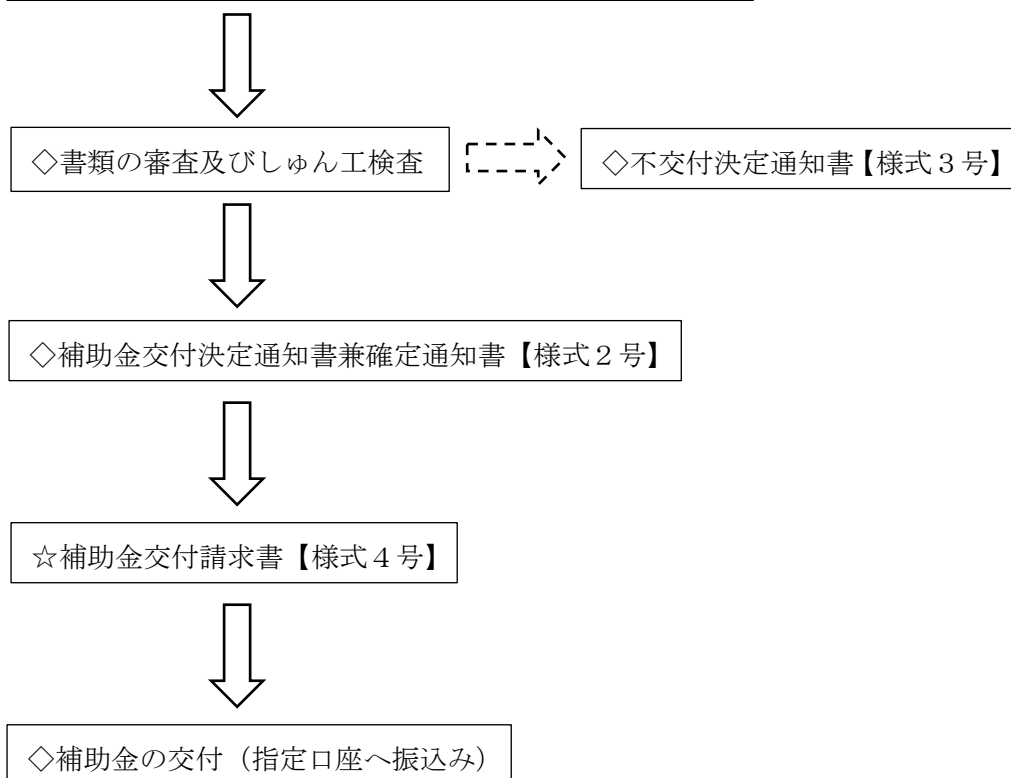 ◇書類の審査及びしゅん工検査
◇不交付決定通知書【様式３号】
◇補助金交付決定通知書兼確定通知書【様式２号】
☆補助金交付請求書【様式４号】
◇補助金の交付（指定口座へ振込み）